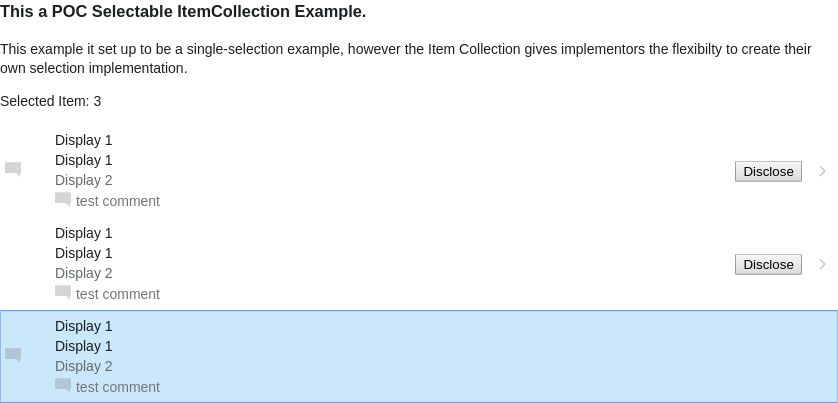 This a POC Selectable ItemCollection Example.
This example it set up to be a single-selection example, however the Item Collection gives implementors the flexibilty to create their
own selection implementation.
Selected Item: 3
Display 1
Display 1
Display 2
test comment
Disclose
Display 1
Display 1
Display 2
test comment
Disclose
Display 1
Display 1
Display 2
test comment